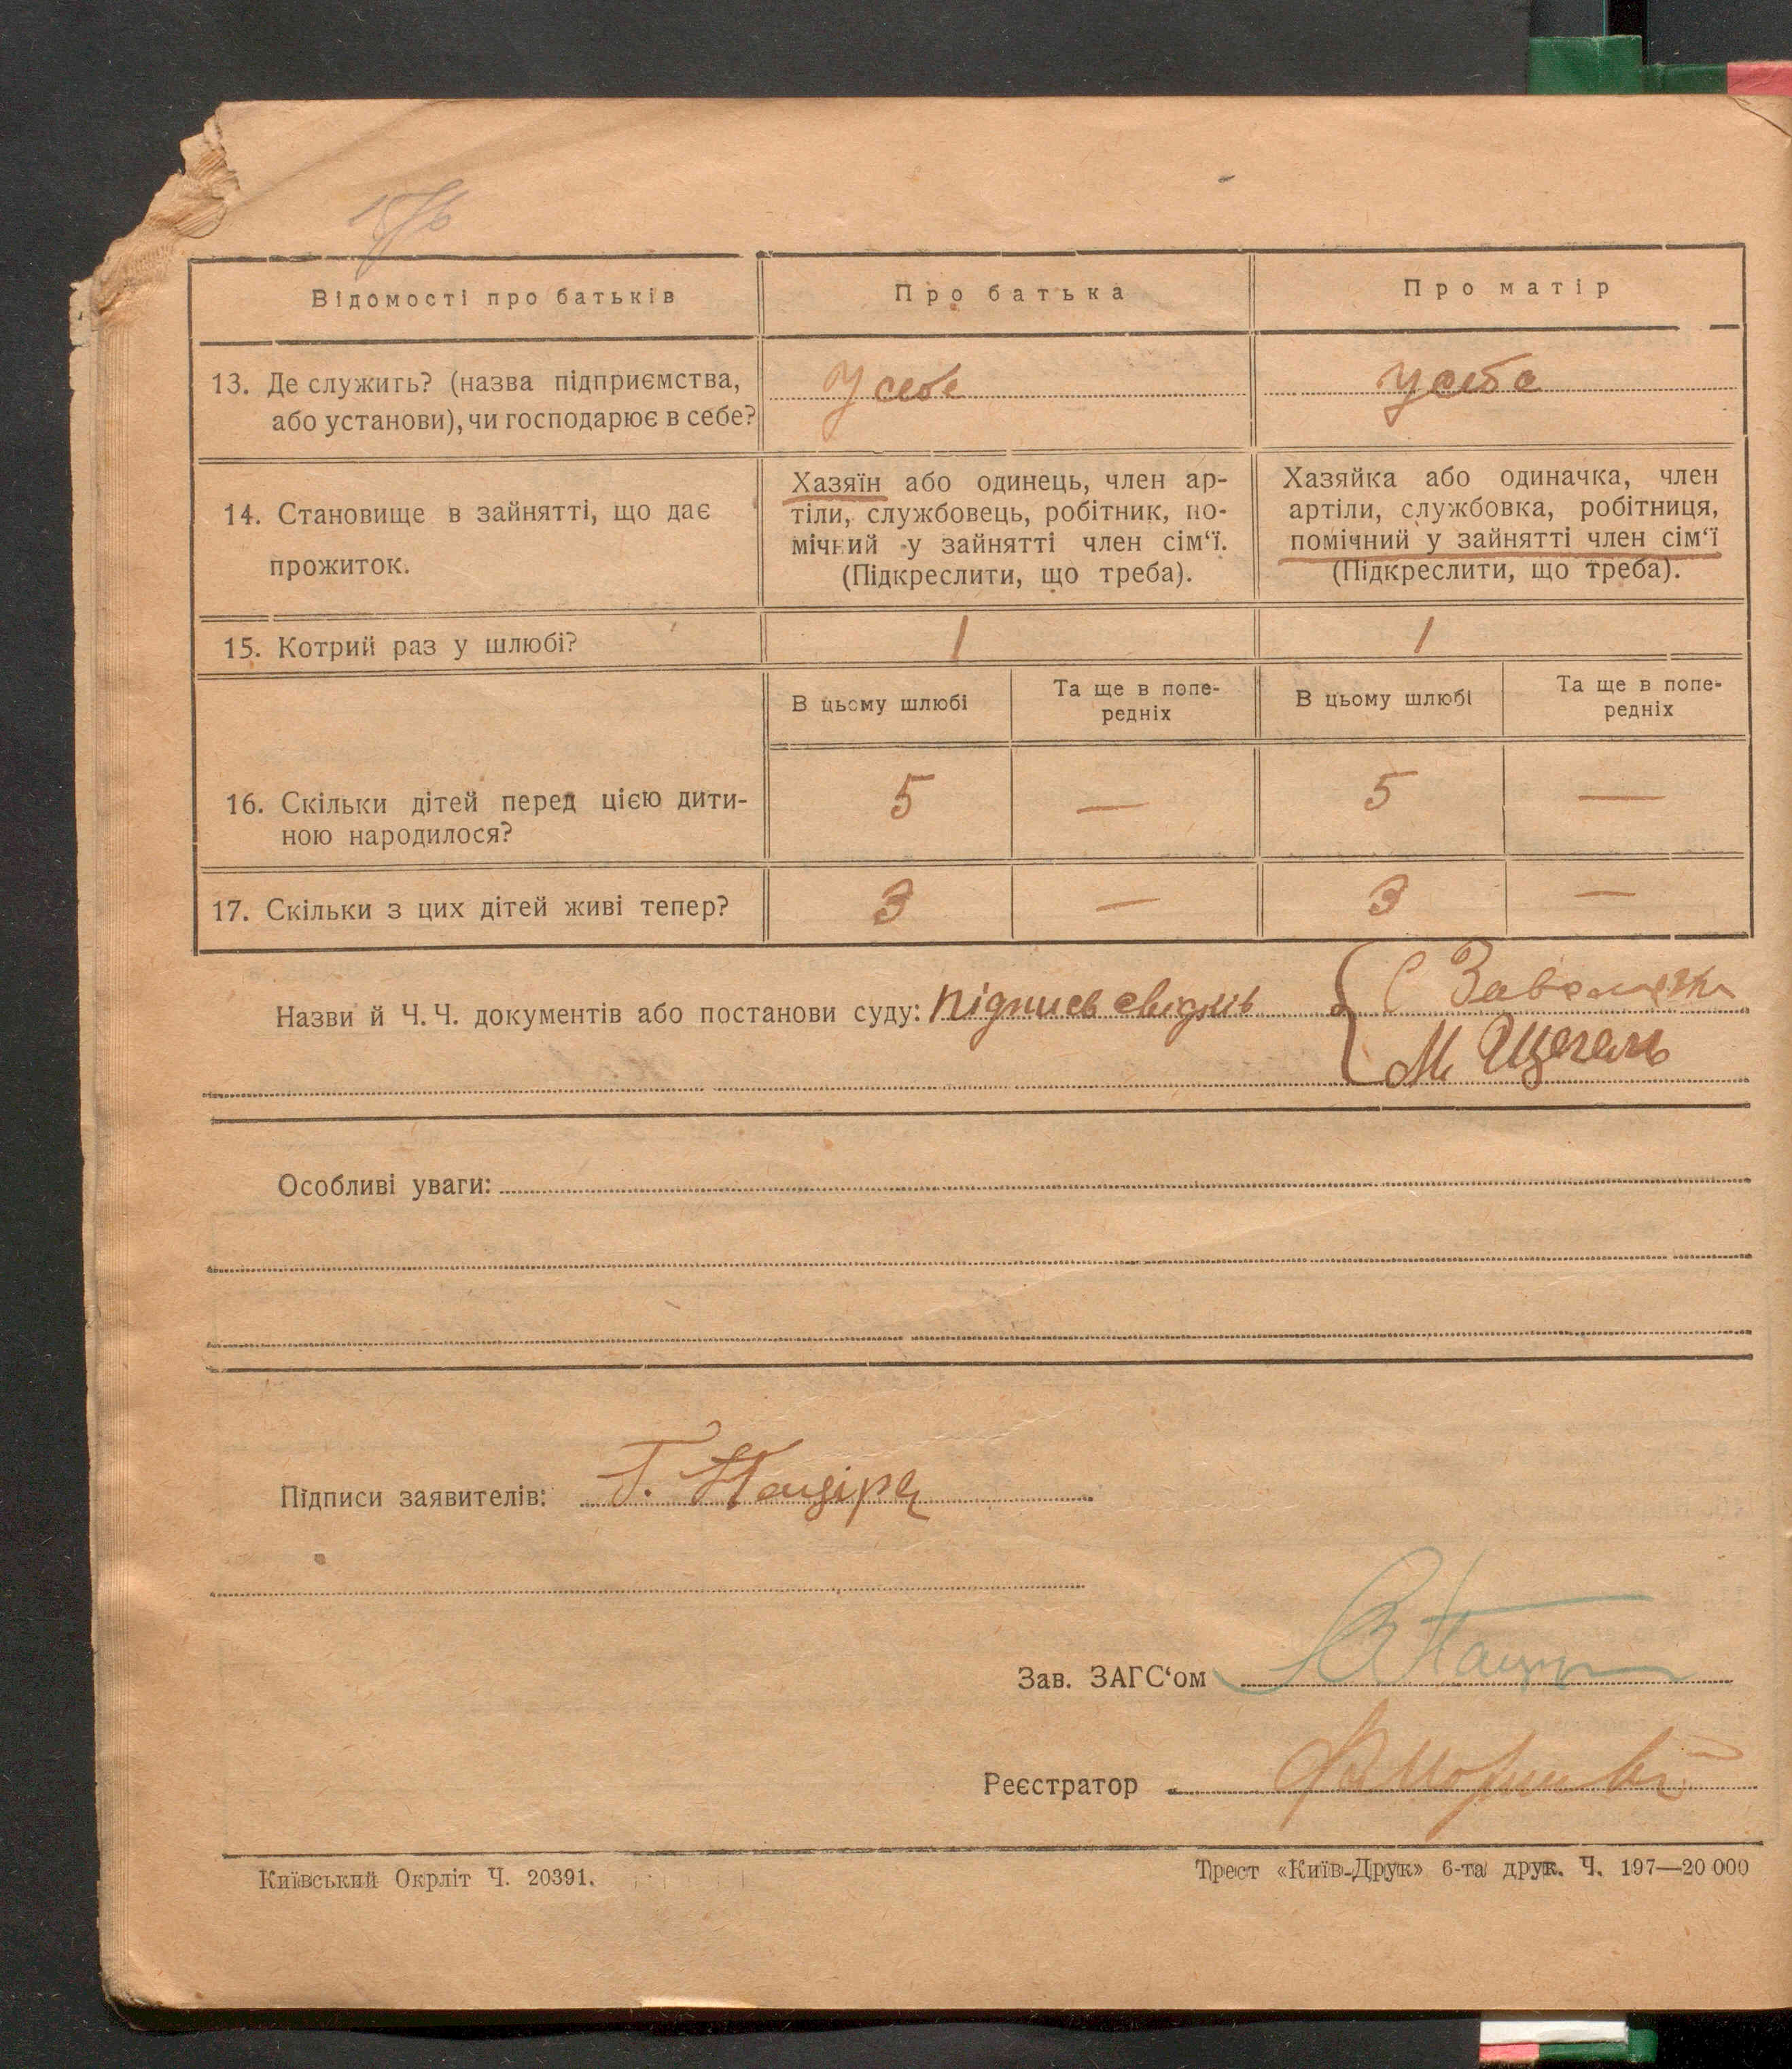 Відомості про батьків
Про батька
Про матір
13. Де служить? (назва підприємства,
або установи), чи господарює в себе?
У себе
у себе
14. Становище в зайнятті, що дає
прожиток.
Хазяїн або одинець, член ар-
тіли, службовець, робітник, по-
мічний у зайнятті член сім‘ї.
(Підкреслити, що треба).
Хазяйка або одиначка, член
артіли, службовка, робітниця,
помічний у зайнятті член сім‘ї
(Підкреслити, що треба).
15. Котрий раз у шлюбі?
1
1
В цьому шлюбі
Та ще в попе-
редніх
В цьому шлюбі
Та ще в попе-
редніх
16. Скільки дітей перед цією дити-
ною народилося?
5
—
5
—
17. Скільки з цих дітей живі тепер?
3
—
3
—
Назви й Ч. Ч. документів або постанови суду: підписъ свидків
М Щегель
Особливі уваги:
Підписи заявителів: Г.
Зав. ЗАГС‘ом
Реєстратор
Київський Окрліт Ч. 20391.
Трест «Київ-Друк» 6-та друк. Ч. 197—20 000